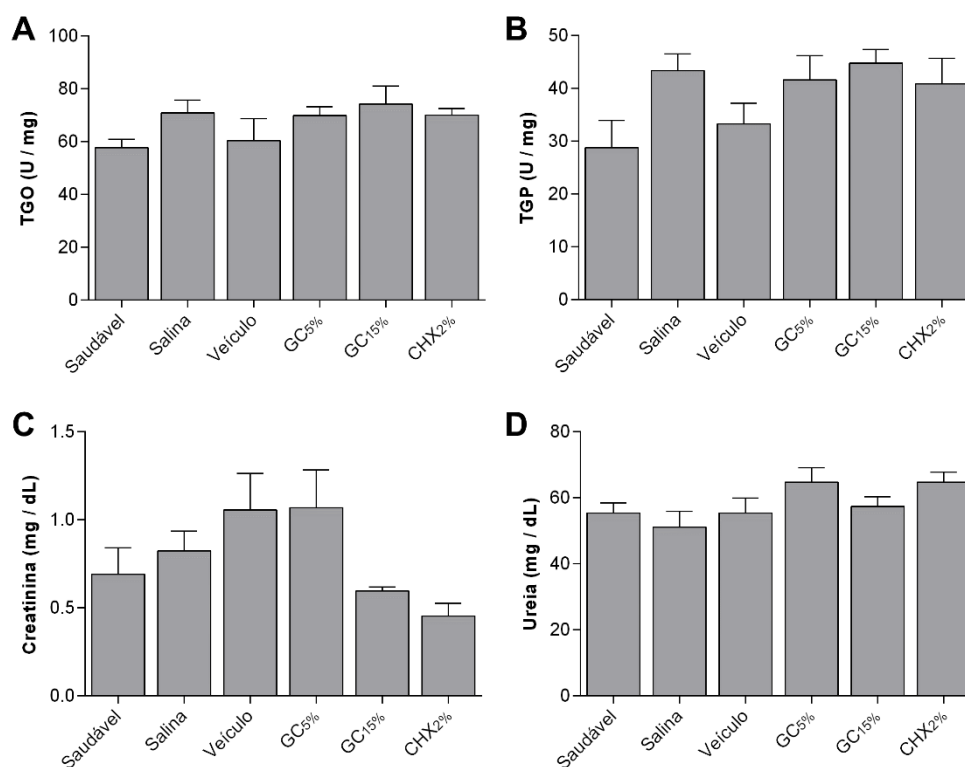 A
TGO (U / mg)
100
80
60
40
20
0
Saudável
Salina
Veículo
GC5%
GC15%
CHX2%
B
TGP (U / mg)
50
40
30
20
10
0
Saudável
Salina
Veículo
GC5%
GC15%
CHX2%
C
Creatinina (mg / dL)
1.5
1.0
0.5
0.0
Saudável
Salina
Veículo
GC5%
GC15%
CHX2%
D
Ureia (mg / dL)
80
60
40
20
0
Saudável
Salina
Veículo
GC5%
GC15%
CHX2%